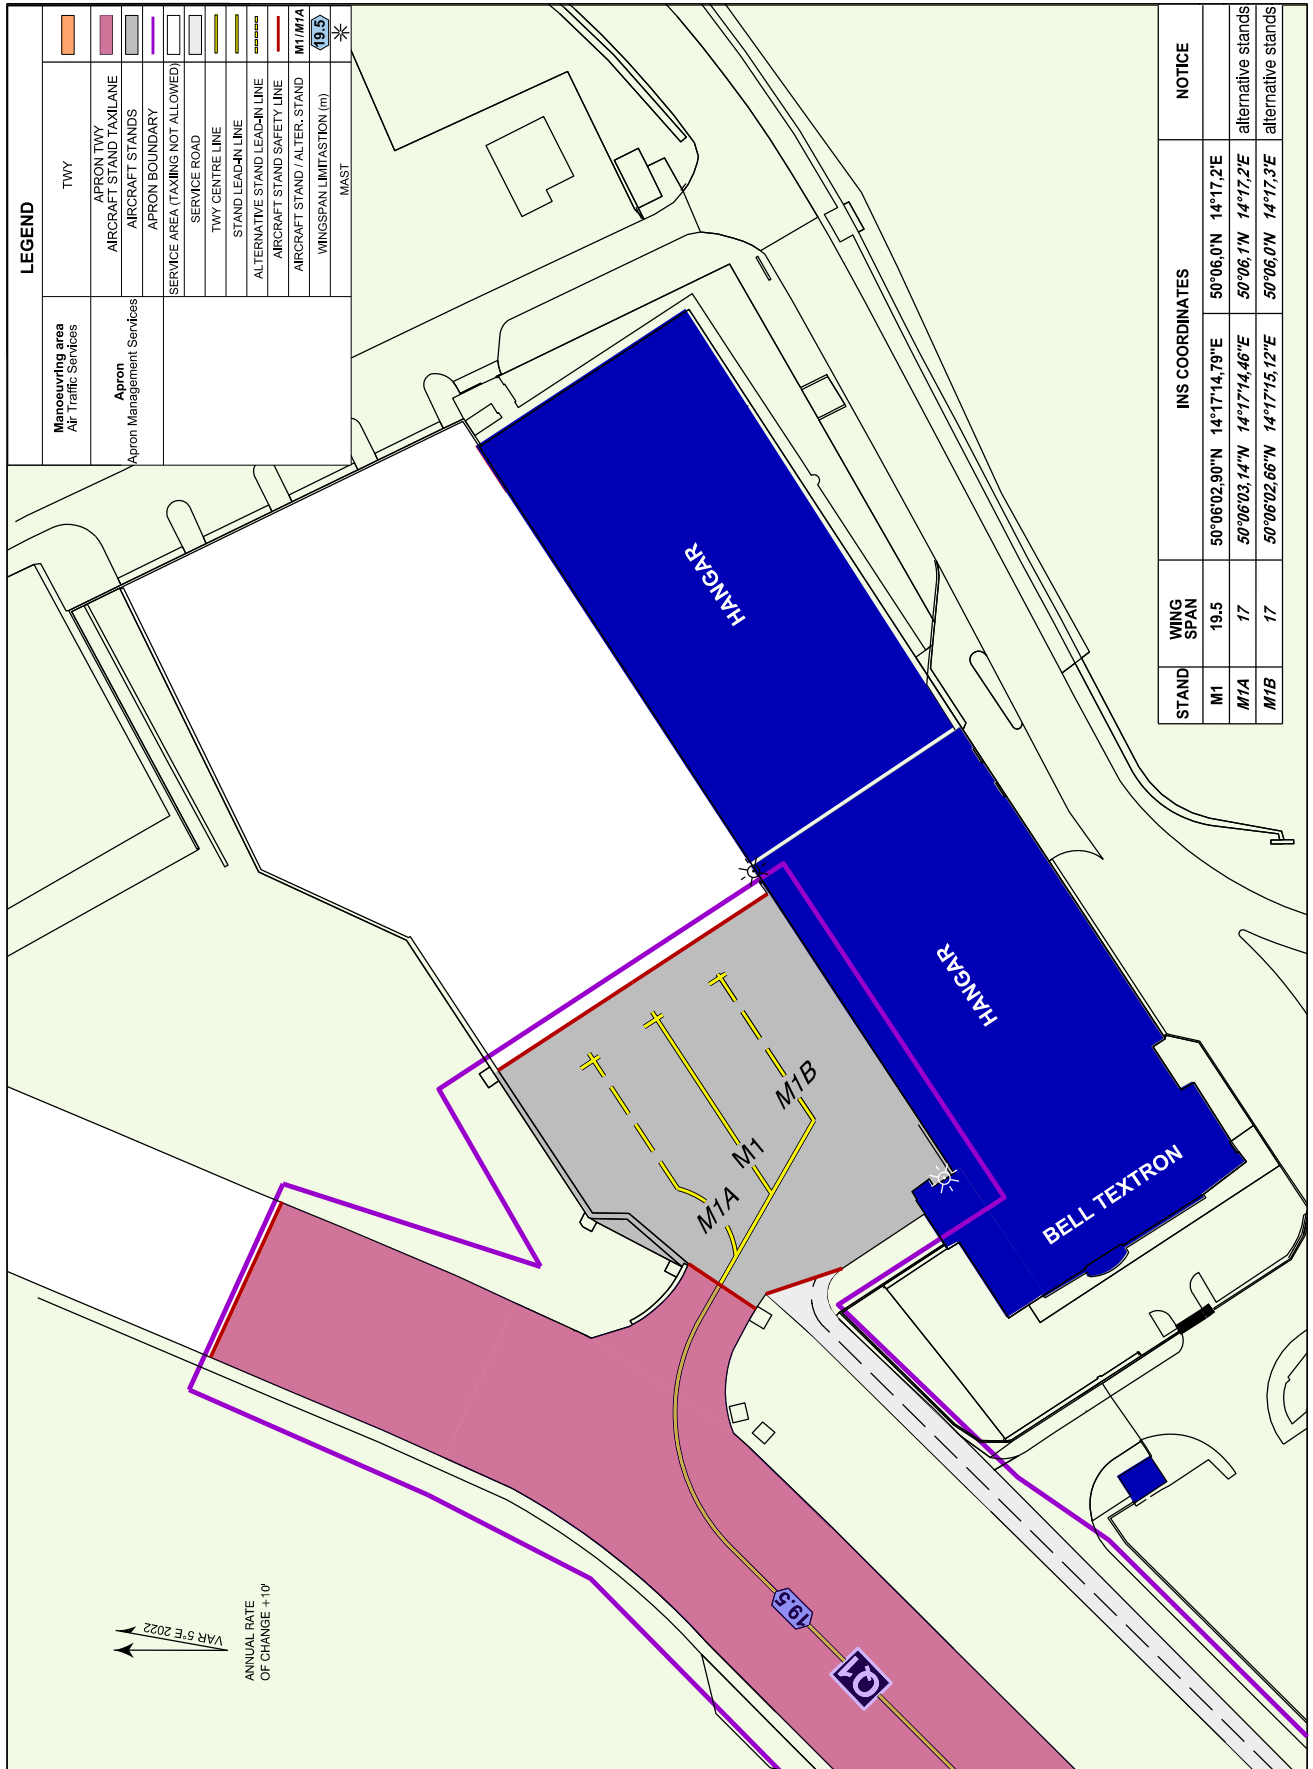 LEGEND
Manoeuvring area
Air Traffic Services
TWY
Apron
Apron Management Services
APRON TWY
AIRCRAFT STAND TAXILANE
AIRCRAFT STANDS
APRON BOUNDARY
SERVICE AREA (TAXIING NOT ALLOWED)
SERVICE ROAD
TWY CENTRE LINE
STAND LEAD-IN LINE
ALTERNATIVE STAND LEAD-IN LINE
AIRCRAFT STAND SAFETY LINE
AIRCRAFT STAND / ALTER. STAND M1/M1A
WINGSPAN LIMITASTION (m) 19.5
MAST
STAND WING SPAN INS COORDINATES NOTICE
M1 19.5 50°06'02,90"N 14°17'14,79"E 50°06,0'N 14°17,2'E
M1A 17 50°06'03,14"N 14°17'14,46"E 50°06,1'N 14°17,2'E alternative stands
M1B 17 50°06'02,66"N 14°17'15,12"E 50°06,0'N 14°17,3'E alternative stands
HANGAR
HANGAR
BELL TEXTRON
M1A
M1
M1B
19.5
Q1
VAR 5°E 2022
ANNUAL RATE
OF CHANGE +10'